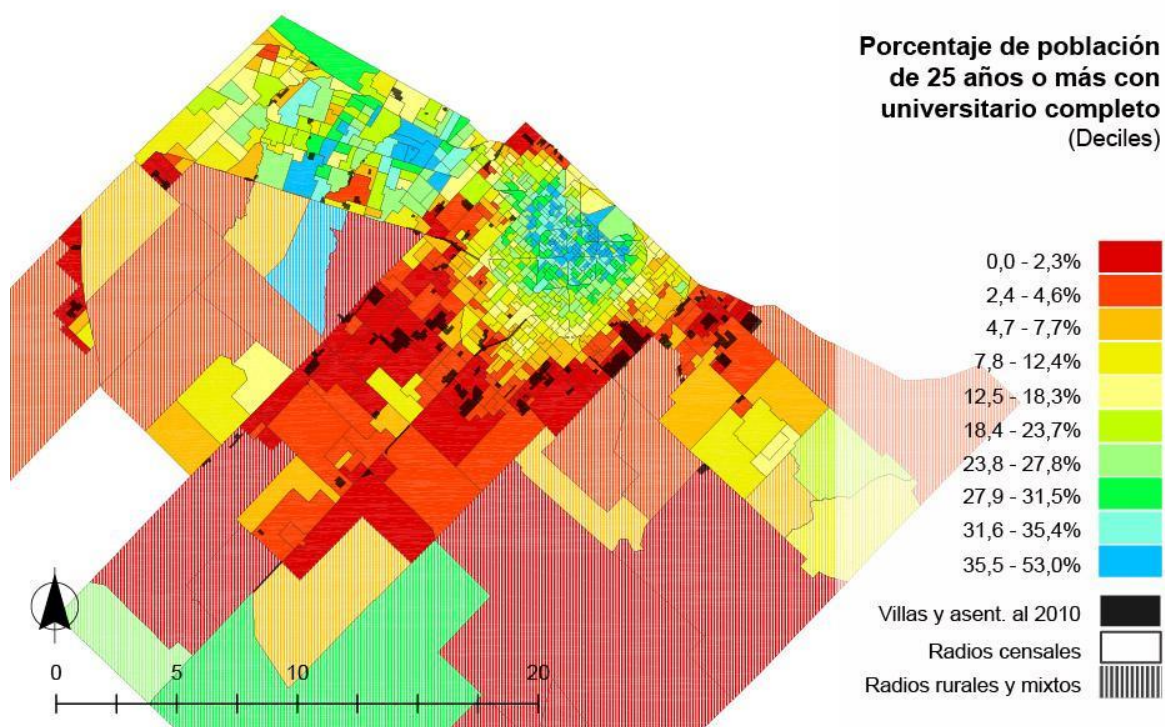 Porcentaje de población
de 25 años o más con
universitario completo
(Deciles)
0,0 - 2,3%
2,4 - 4,6%
4,7 - 7,7%
7,8 - 12,4%
12,5 - 18,3%
18,4 - 23,7%
23,8 - 27,8%
27,9 - 31,5%
31,6 - 35,4%
35,5 - 53,0%
Villas y asent. al 2010
Radios censales
Radios rurales y mixtos
0 5 10 20